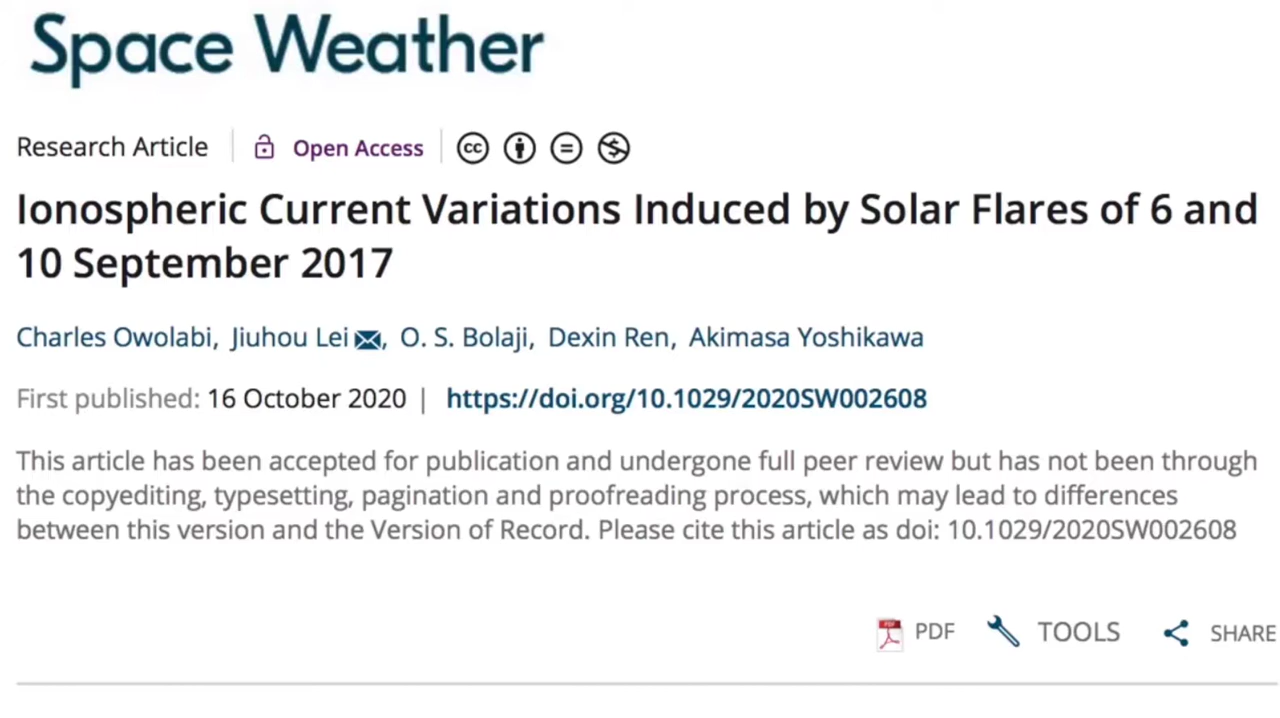 Space Weather
Research Article | Open Access | cc
Ionospheric Current Variations Induced by Solar Flares of 6 and
10 September 2017
Charles Owolabi, Jiuhou Lei, O. S. Bolaji, Dexin Ren, Akimasa Yoshikawa
First published: 16 October 2020 | https://doi.org/10.1029/2020SW002608
This article has been accepted for publication and undergone full peer review but has not been through
the copyediting, typesetting, pagination and proofreading process, which may lead to differences
between this version and the Version of Record. Please cite this article as doi: 10.1029/2020SW002608
PDF TOOLS SHARE